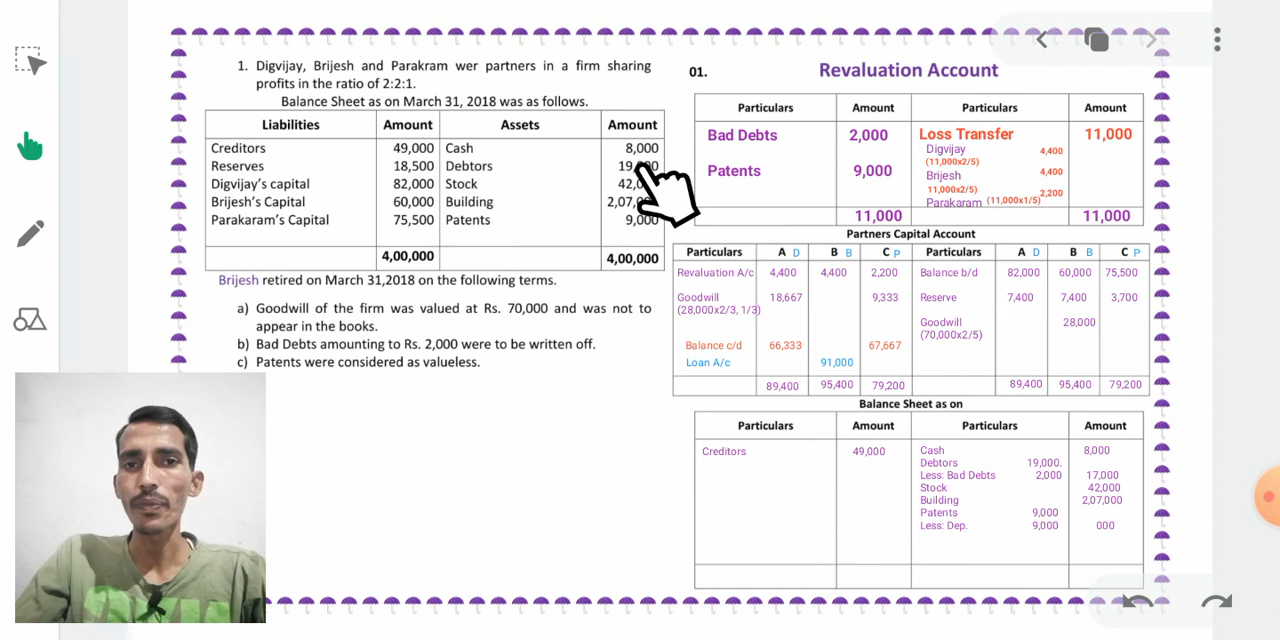 1. Digvijay, Brijesh and Parakram wer partners in a firm sharing
profits in the ratio of 2:2:1.
Balance Sheet as on March 31, 2018 was as follows.
Liabilities Amount Assets Amount
Creditors 49,000 Cash 8,000
Reserves 18,500 Debtors
Digvijay's capital 82,000 Stock
Brijesh's Capital 60,000 Building
Parakaram's Capital 75,500 Patents 9,000
4,00,000 4,00,000
Brijesh retired on March 31,2018 on the following terms.
a) Goodwill of the firm was valued at Rs. 70,000 and was not to
appear in the books.
b) Bad Debts amounting to Rs. 2,000 were to be written off.
c) Patents were considered as valueless.
01. Revaluation Account
Particulars Amount Particulars Amount
Bad Debts 2,000 Loss Transfer 11,000
Digvijay 4,400
(11,000x2/5)
Patents 9,000 Brijesh 4,400
11,000x2/5)
Parakaram (11,000x1/5) 2,200
11,000 11,000
Partners Capital Account
Particulars A D B B C P Particulars A D B B C P
Revaluation A/c 4,400 4,400 2,200 Balance b/d 82,000 60,000 75,500
Goodwill 18,667 9,333 Reserve 7,400 7,400 3,700
(28,000x2/3, 1/3)
Goodwill 28,000
(70,000x2/5)
Balance c/d 66,333 67,667
Loan A/c 91,000
89,400 95,400 79,200 89,400 95,400 79,200
Balance Sheet as on
Particulars Amount Particulars Amount
Creditors 49,000 Cash 8,000
Debtors 19,000.
Less: Bad Debts 2,000 17,000
Stock 42,000
Building 2,07,000
Patents 9,000
Less: Dep. 9,000 000